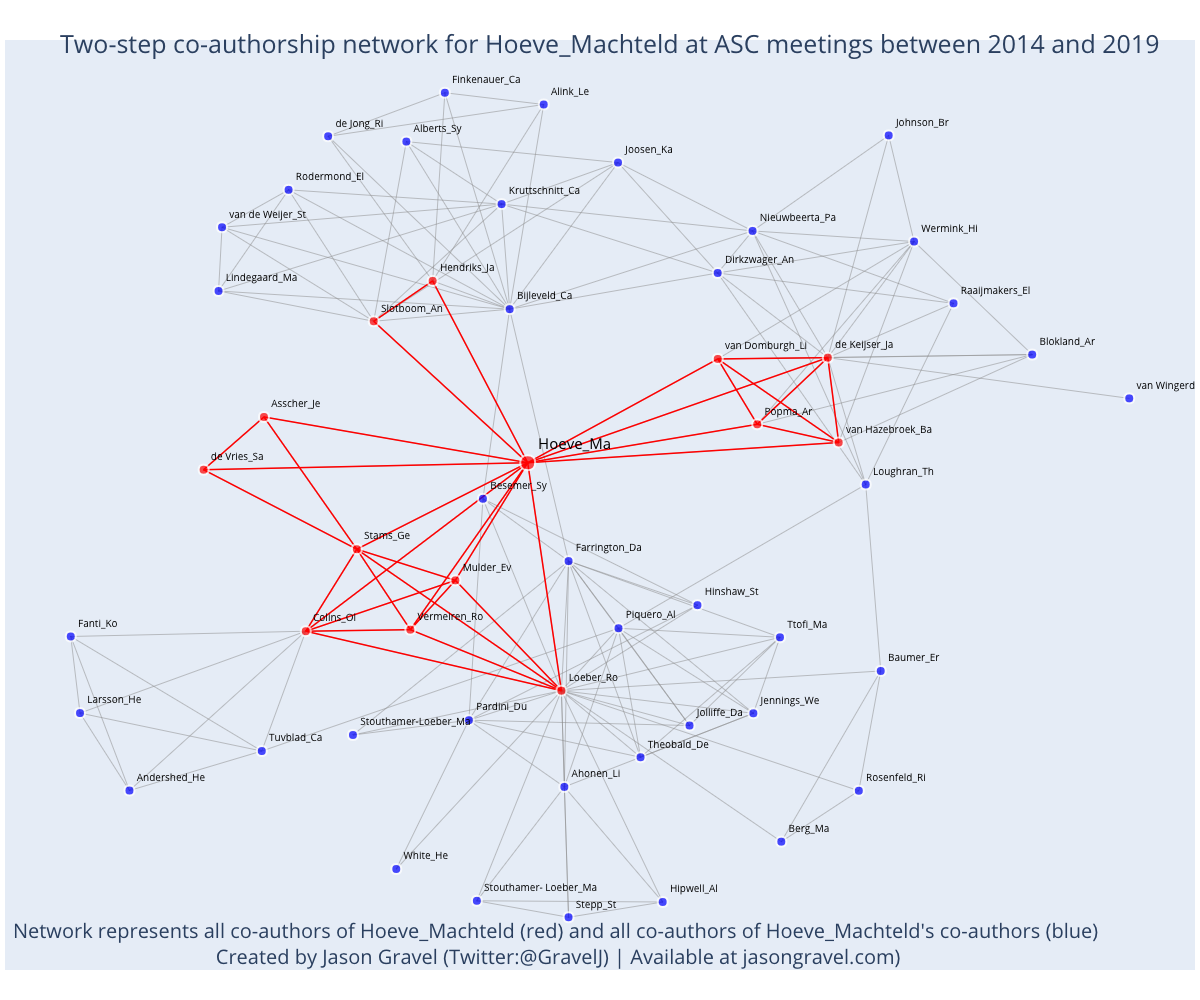 Two-step co-authorship network for Hoeve_Machteld at ASC meetings between 2014 and 2019
Finkenauer_Ca
Alink_Le
de Jong_Ri
Alberts_Sy
Johnson_Br
Joosen_Ka
Rodermond_El
Kruttschnitt_Ca
van de Weijer_St
Nieuwbeerta_Pa
Wermink_Hi
Dirkzwager_An
Hendriks_Ja
Lindegaard_Ma
Raaijmakers_El
Bijleveld_Ca
Slotboom_An
van Domburgh_Li
de Keijser_Ja
Blokland_Ar
van Wingerd
Asscher_Je
Popma_Ar
van Hazebroek_Ba
Hoeve_Ma
de Vries_Sa
Loughran_Th
Besemer_Sy
Stams_Ge
Farrington_Da
Mulder_Ev
Hinshaw_St
Colins_Ol
Vermeiren_Ro
Piquero_Al
Fanti_Ko
Ttofi_Ma
Baumer_Er
Loeber_Ro
Larsson_He
Jennings_We
Pardini_Du
Jolliffe_Da
Stouthamer-Loeber_Ma
Tuvblad_Ca
Theobald_De
Andershed_He
Ahonen_Li
Rosenfeld_Ri
Berg_Ma
White_He
Stouthamer- Loeber_Ma
Hipwell_Al
Stepp_St
Network represents all co-authors of Hoeve_Machteld (red) and all co-authors of Hoeve_Machteld's co-authors (blue)
Created by Jason Gravel (Twitter:@GravelJ) | Available at jasongravel.com)